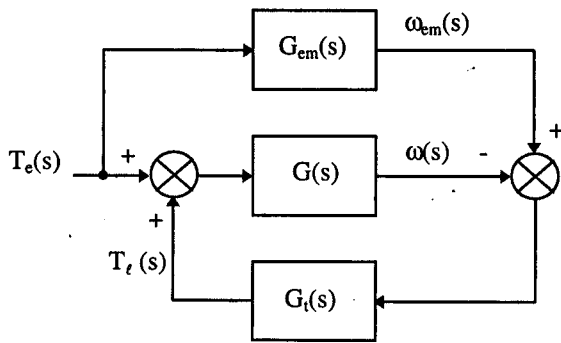 G_em(s)
ω_em(s)
+
T_e(s)
+
G(s)
ω(s)
-
+
T_ℓ (s)
G_t(s)